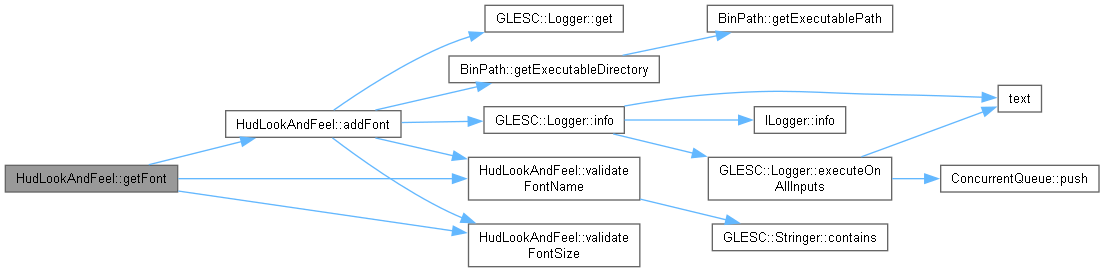 HudLookAndFeel::getFont
HudLookAndFeel::addFont
GLESC::Logger::get
BinPath::getExecutableDirectory
BinPath::getExecutablePath
GLESC::Logger::info
text
ILogger::info
GLESC::Logger::executeOn
AllInputs
ConcurrentQueue::push
HudLookAndFeel::validate
FontName
GLESC::Stringer::contains
HudLookAndFeel::validate
FontSize